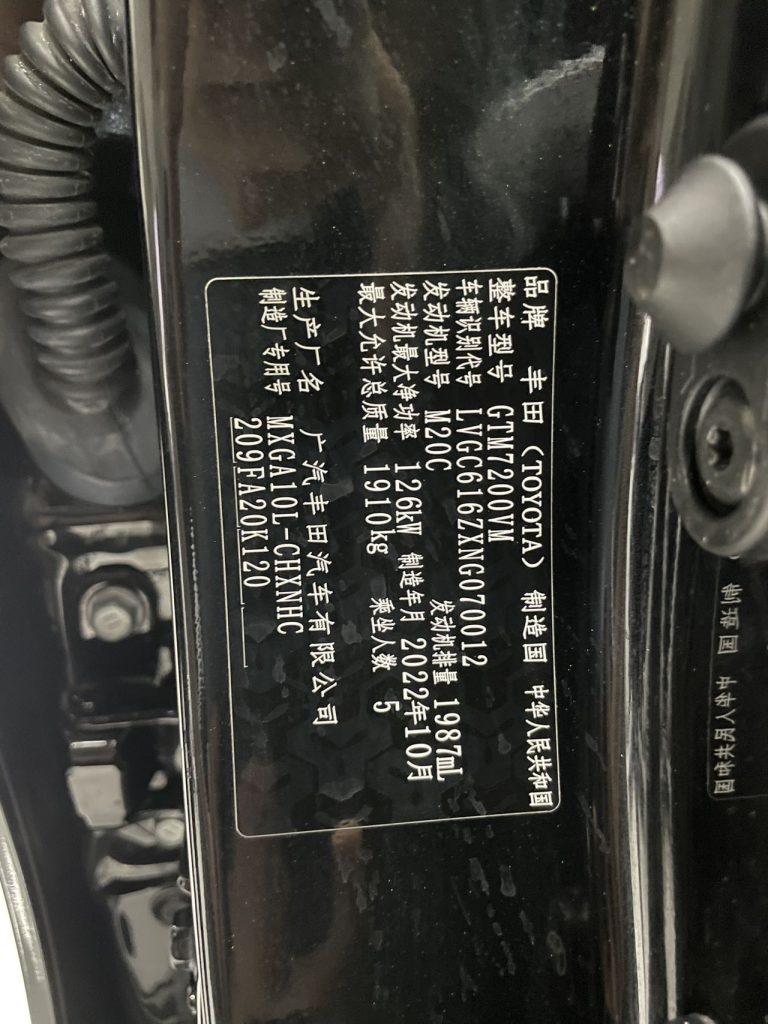 品牌 丰田 (TOYOTA) 制造国 中华人民共和国
整车型号 GTM7200VM
车辆识别代号 LVGC616ZXNG070012
发动机型号 M20C 发动机排量 1987mL
发动机最大净功率 126kW 制造年月 2022年10月
最大允许总质量 1910kg 乘坐人数 5
生产厂名 广汽丰田汽车有限公司
制造厂专用号 MXGA10L-CHXNHC
209FA20K120